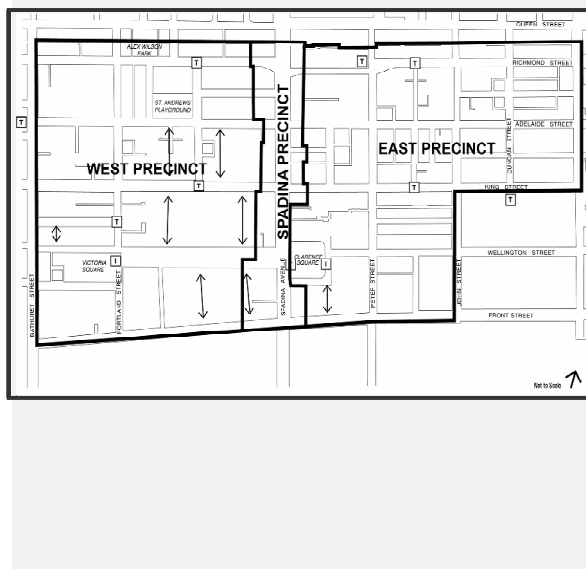 QUEEN STREET
ALEX WILSON
PARK
T
T
T
RICHMOND STREET
ST. ANDREWS
PLAYGROUND
T
ADELAIDE STREET
DUNCAN STREET
SPADINA PRECINCT
EAST PRECINCT
WEST PRECINCT
T
T
KING STREET
T
T
WELLINGTON STREET
VICTORIA
SQUARE
T
CLARENCE
SQUARE
T
BATHURST STREET
PORTLAND STREET
SPADINA AVENUE
PETER STREET
JOHN STREET
FRONT STREET
Not to Scale